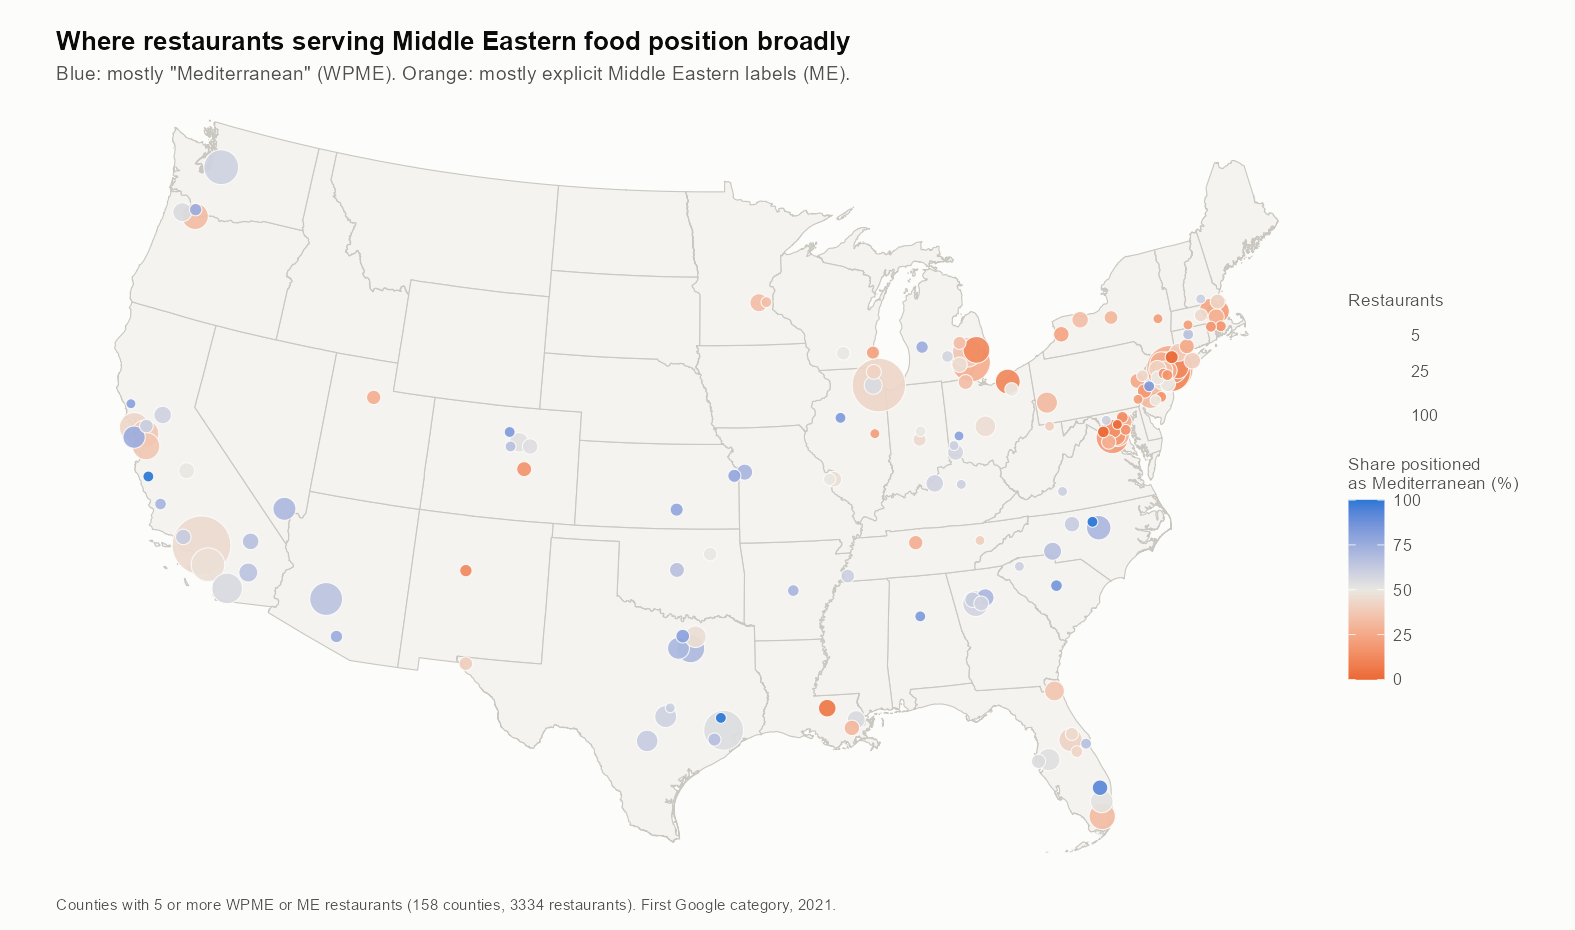 Where restaurants serving Middle Eastern food position broadly
Blue: mostly "Mediterranean" (WPME). Orange: mostly explicit Middle Eastern labels (ME).
Restaurants
5
25
100
Share positioned
as Mediterranean (%)
100
75
50
25
0
Counties with 5 or more WPME or ME restaurants (158 counties, 3334 restaurants). First Google category, 2021.